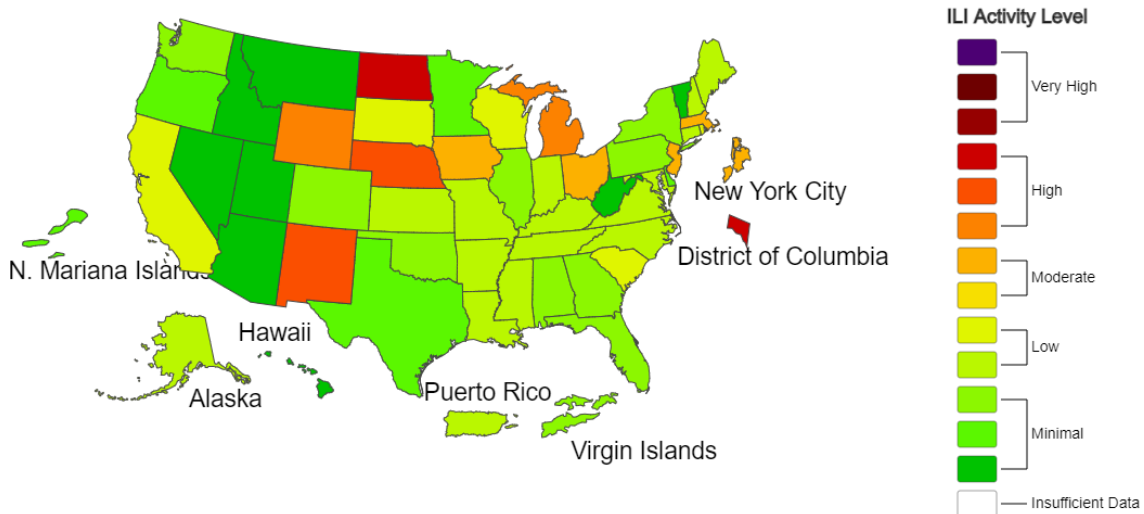 ILI Activity Level
Very High
High
Moderate
Low
Minimal
Insufficient Data
New York City
District of Columbia
N. Mariana Islands
Hawaii
Alaska
Puerto Rico
Virgin Islands